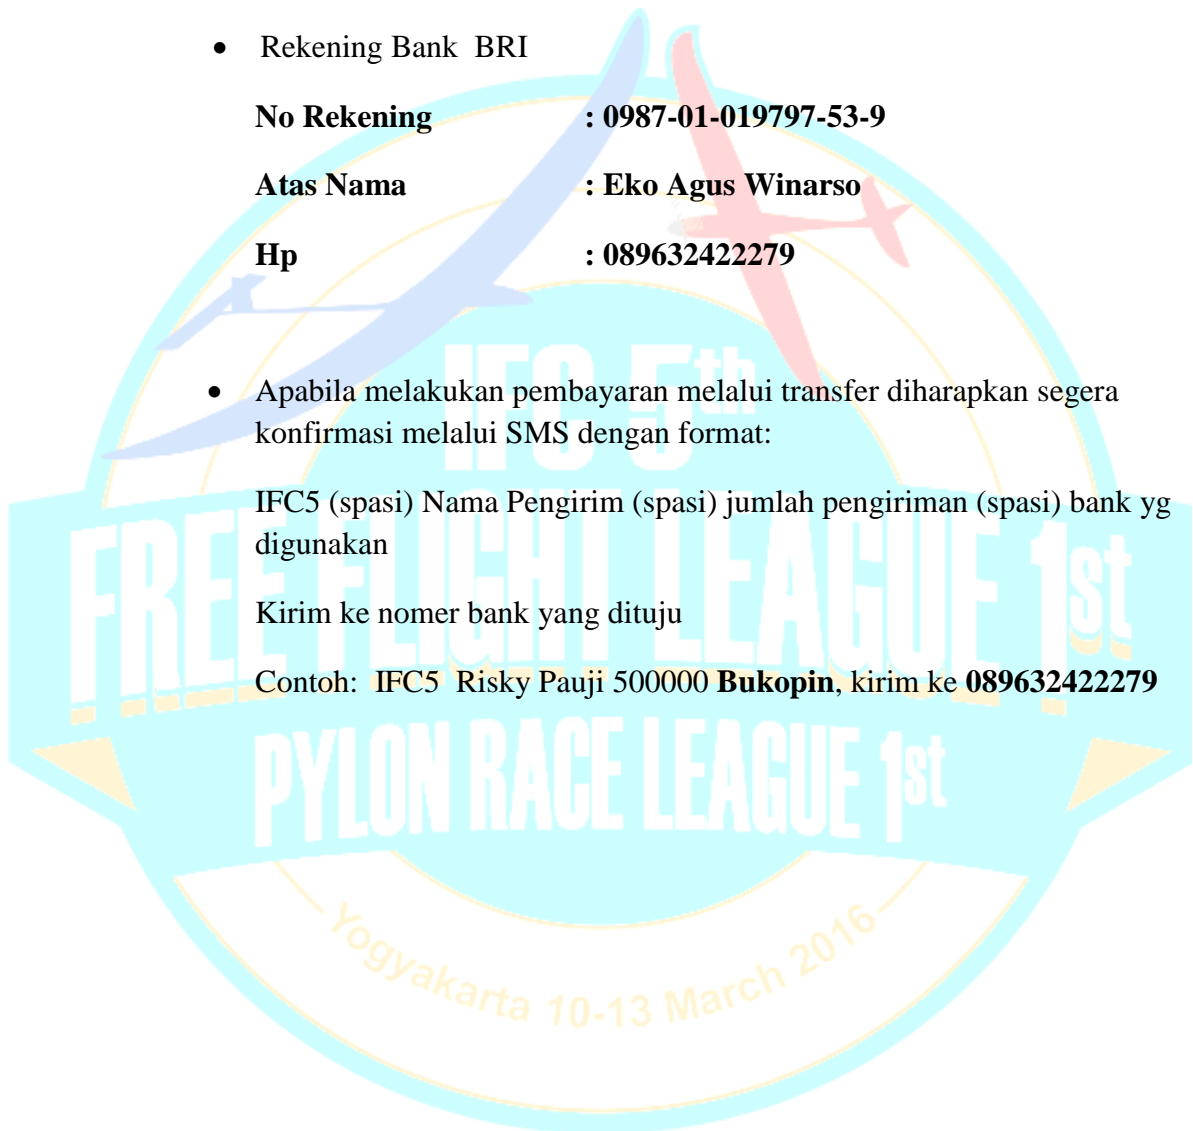 Rekening Bank BRI
No Rekening : 0987-01-019797-53-9
Atas Nama : Eko Agus Winarso
Hp : 089632422279
Apabila melakukan pembayaran melalui transfer diharapkan segera
konfirmasi melalui SMS dengan format:
IFC5 (spasi) Nama Pengirim (spasi) jumlah pengiriman (spasi) bank yg
digunakan
Kirim ke nomer bank yang dituju
Contoh: IFC5 Risky Pauji 500000 Bukopin, kirim ke 089632422279
IFC 5th
FREE FLIGHT LEAGUE 1st
PYLON RACE LEAGUE 1st
Yogyakarta 10-13 March 2016